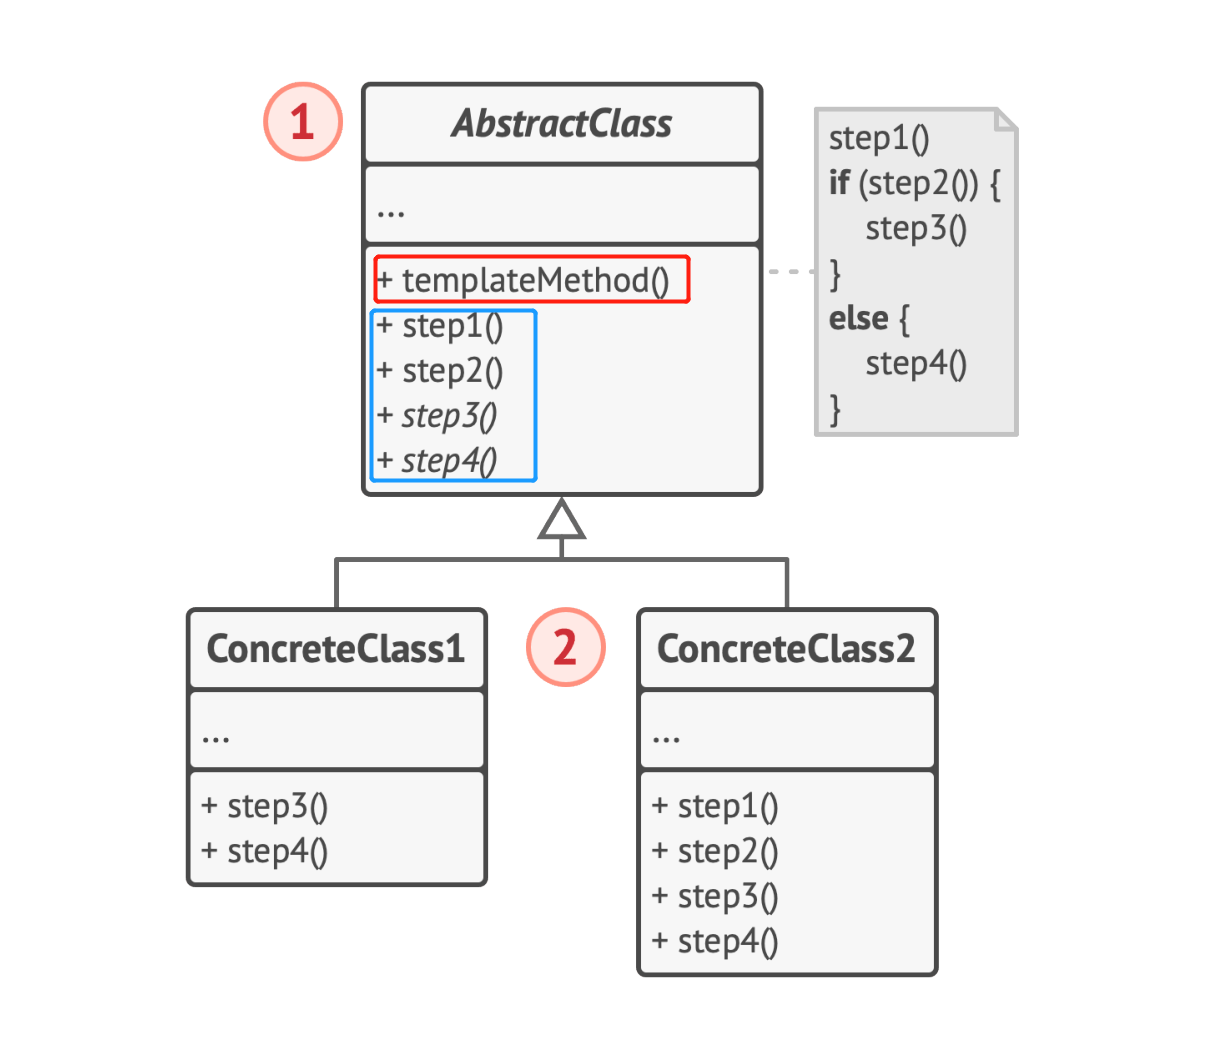 1
AbstractClass
...
+ templateMethod()
+ step1()
+ step2()
+ step3()
+ step4()
step1()
if (step2()) {
step3()
}
else {
step4()
}
ConcreteClass1
...
+ step3()
+ step4()
2
ConcreteClass2
...
+ step1()
+ step2()
+ step3()
+ step4()